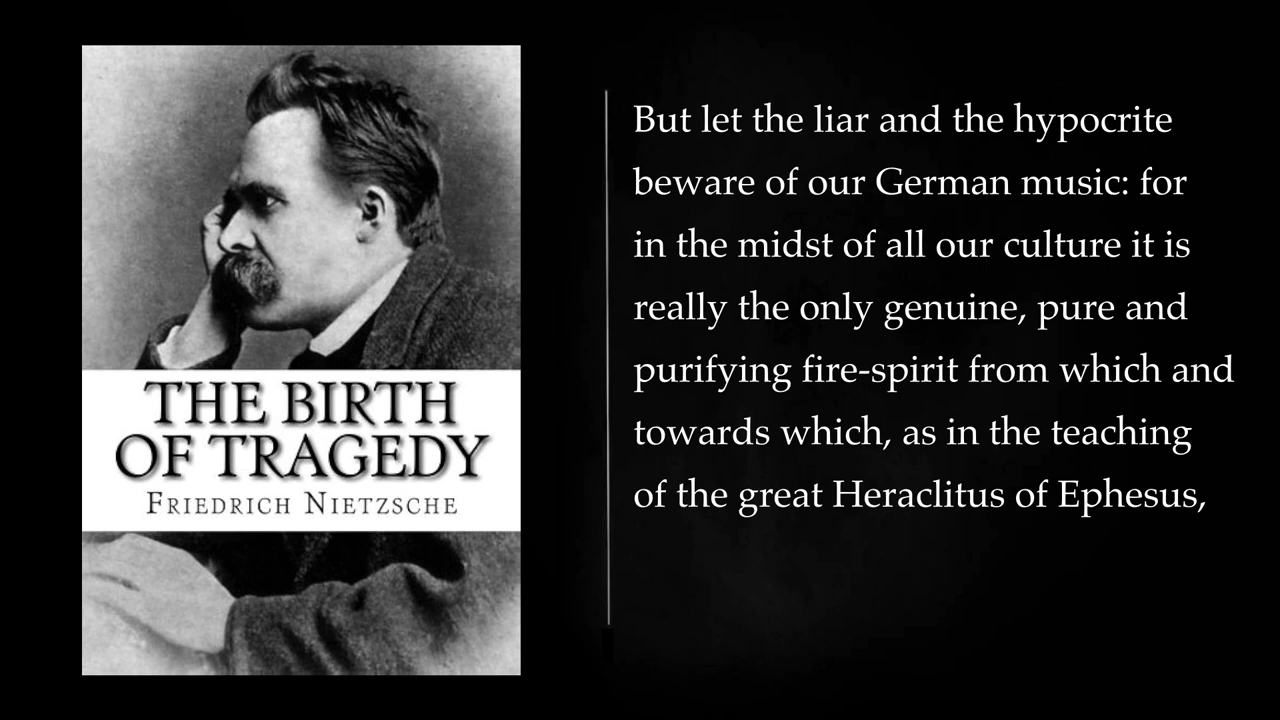 THE BIRTH
OF TRAGEDY
Friedrich Nietzsche
But let the liar and the hypocrite
beware of our German music: for
in the midst of all our culture it is
really the only genuine, pure and
purifying fire-spirit from which and
towards which, as in the teaching
of the great Heraclitus of Ephesus,